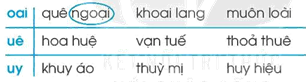 oai quê ngoại khoai lang muôn loài
uê hoa huệ vạn tuế thoả thuê
uy khuy áo thuỳ mị huy hiệu